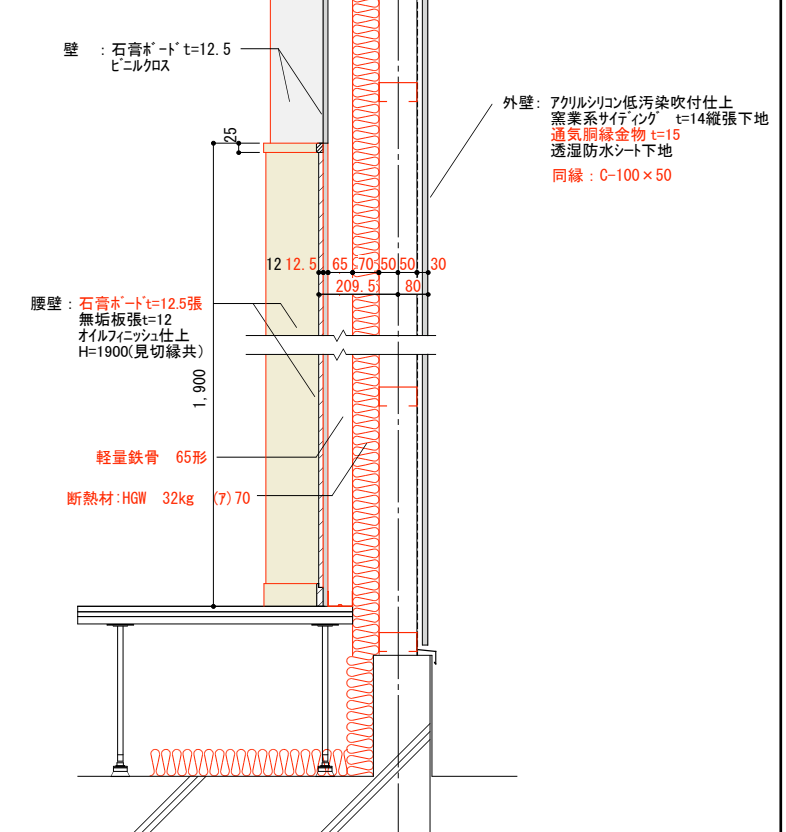 壁　：石膏ﾎﾞｰﾄﾞt=12.5
ﾋﾞﾆﾙｸﾛｽ
外壁：ｱｸﾘﾙｼﾘｺﾝ低汚染吹付仕上
窯業系ｻｲﾃﾞｨﾝｸﾞ　t=14縦張下地
通気胴縁金物 t=15
透湿防水ｼｰﾄ下地
同縁：C-100×50
25
12 12.5 65 70 50 50 30
209.5 80
腰壁：石膏ﾎﾞｰﾄﾞt=12.5張
無垢板張t=12
ｵｲﾙﾌｨﾆｯｼｭ仕上
H=1900(見切縁共)
1,900
軽量鉄骨　65形
断熱材：HGW　32kg　(ｱ)70